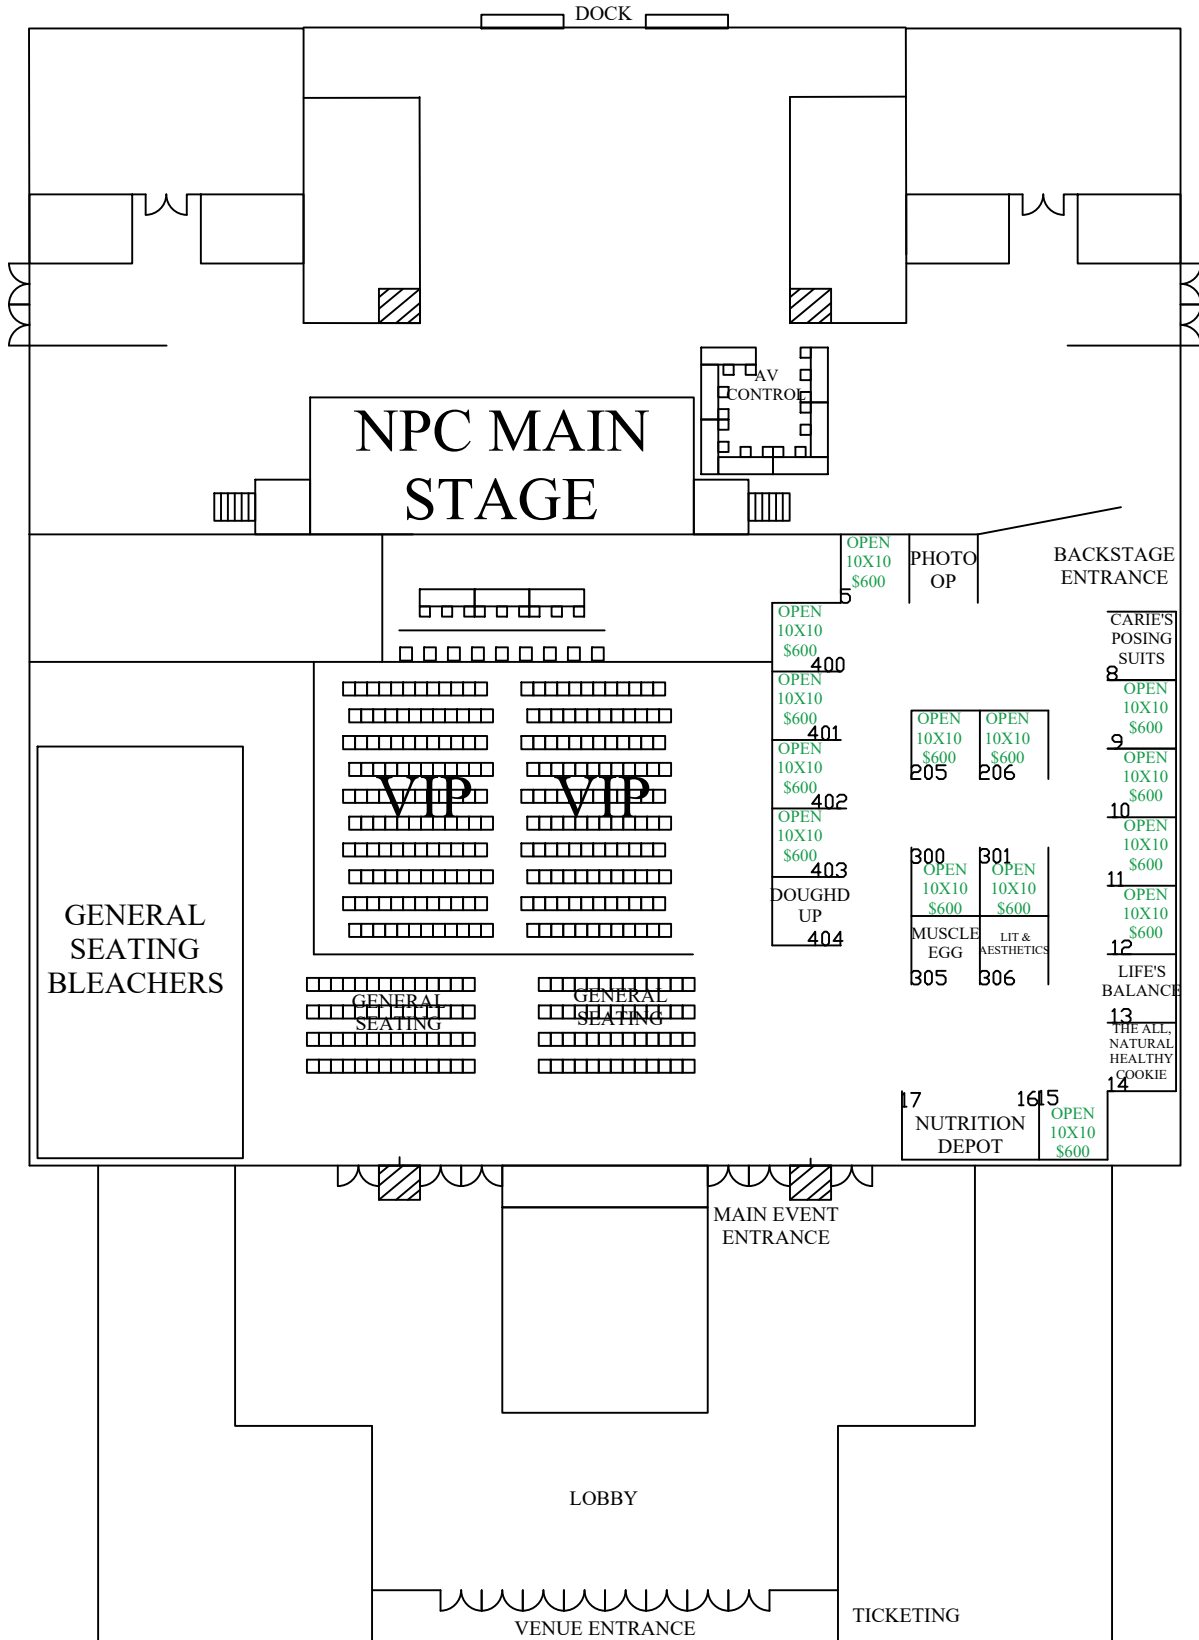 DOCK
AV
CONTROL
NPC MAIN
STAGE
OPEN
10X10
$600
5
PHOTO
OP
BACKSTAGE
ENTRANCE
OPEN
10X10
$600
400
CARIE'S
POSING
SUITS
8
OPEN
10X10
$600
401
OPEN
10X10
$600
9
OPEN
10X10
$600
205
OPEN
10X10
$600
206
OPEN
10X10
$600
402
OPEN
10X10
$600
10
VIP
VIP
OPEN
10X10
$600
403
OPEN
10X10
$600
11
300
OPEN
10X10
$600
301
OPEN
10X10
$600
DOUGHD
UP
404
OPEN
10X10
$600
12
MUSCLE
EGG
305
LIT &
AESTHETICS
306
GENERAL
SEATING
BLEACHERS
LIFE'S
BALANCE
13
GENERAL
SEATING
GENERAL
SEATING
THE ALL,
NATURAL
HEALTHY
COOKIE
14
17
16
NUTRITION
DEPOT
15
OPEN
10X10
$600
MAIN EVENT
ENTRANCE
LOBBY
VENUE ENTRANCE
TICKETING